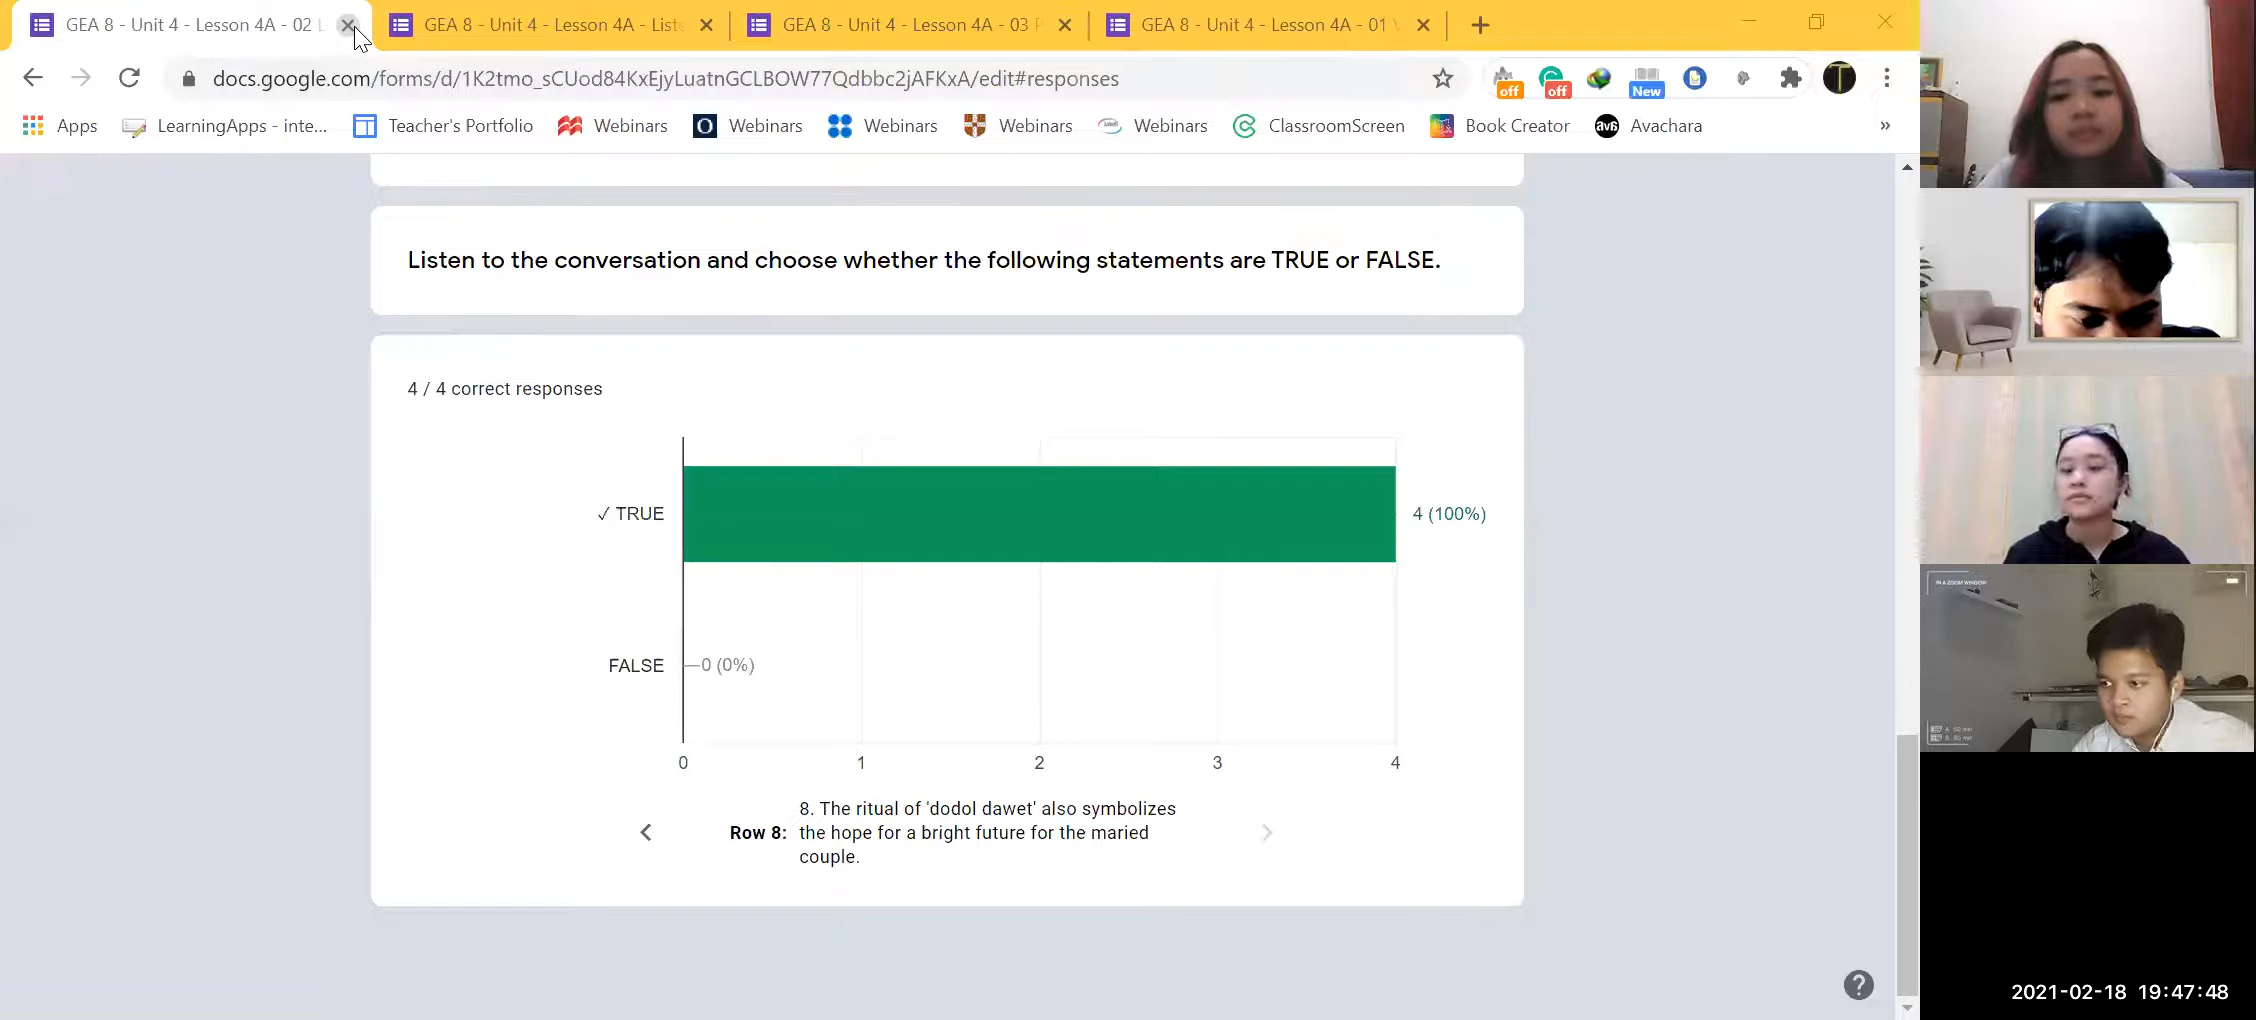 GEA 8 - Unit 4 - Lesson 4A - 02 L
GEA 8 - Unit 4 - Lesson 4A - Liste
GEA 8 - Unit 4 - Lesson 4A - 03 P
GEA 8 - Unit 4 - Lesson 4A - 01 V
docs.google.com/forms/d/1K2tmo_sCUod84KxEjyLuatnGCLBOW77Qdbbc2jAFKxA/edit#responses
off
off
New
T
Apps
LearningApps - inte...
Teacher's Portfolio
Webinars
Webinars
Webinars
Webinars
Webinars
ClassroomScreen
Book Creator
Avachara
»
Listen to the conversation and choose whether the following statements are TRUE or FALSE.
4 / 4 correct responses
✓ TRUE
4 (100%)
FALSE
0 (0%)
0 1 2 3 4
Row 8:
8. The ritual of 'dodol dawet' also symbolizes
the hope for a bright future for the maried
couple.
IN A ZOOM WINDOW
2021-02-18 19:47:48